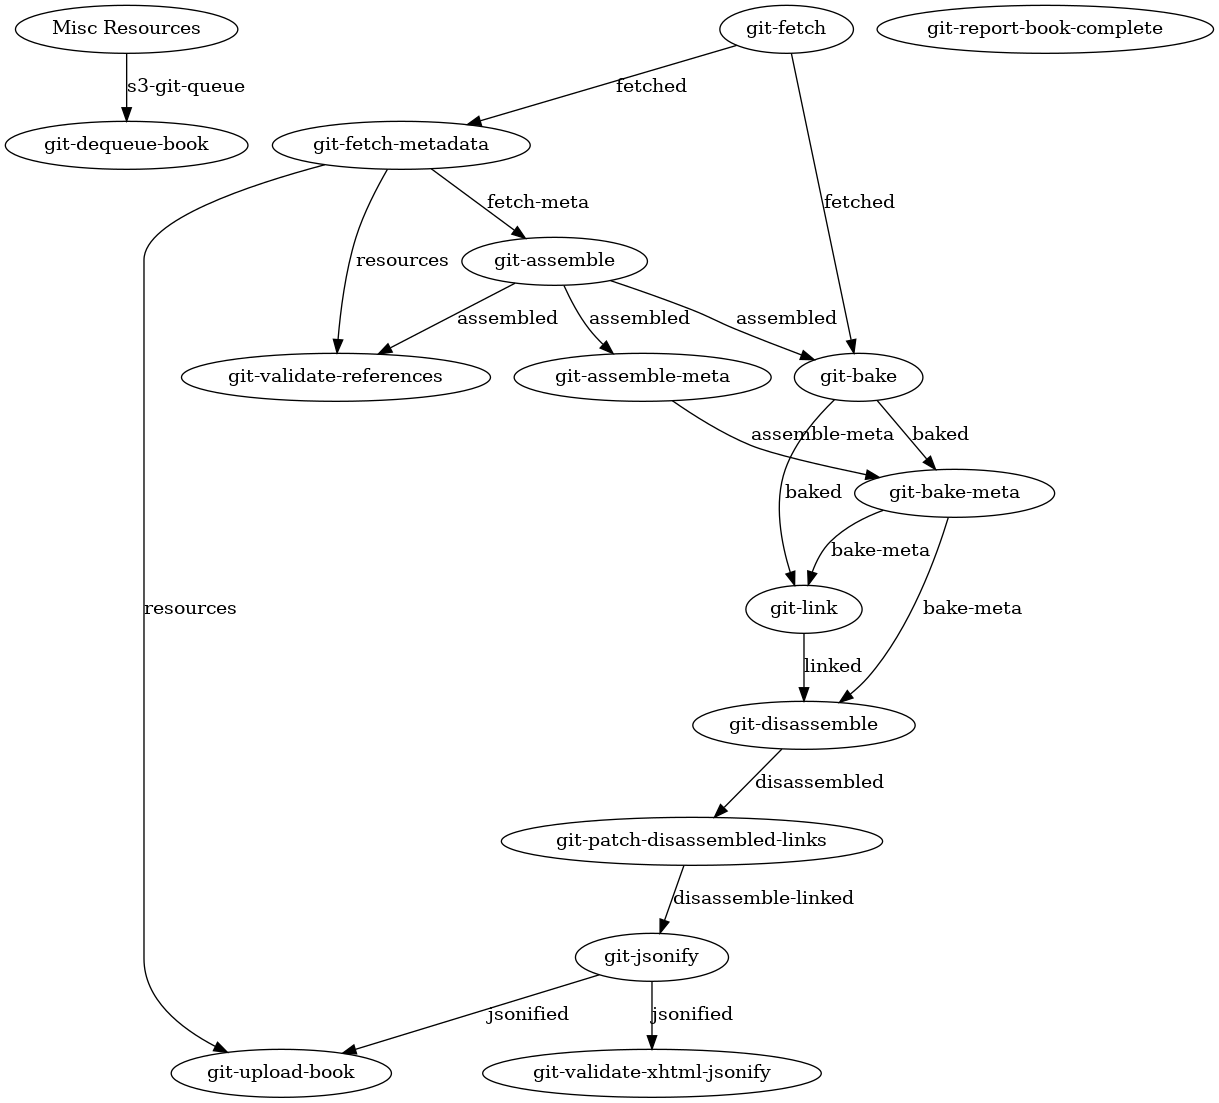 Misc Resources
git-fetch
git-report-book-complete
s3-git-queue
fetched
git-dequeue-book
git-fetch-metadata
fetch-meta
fetched
resources
git-assemble
assembled
assembled
assembled
git-validate-references
git-assemble-meta
git-bake
assemble-meta
baked
baked
git-bake-meta
bake-meta
resources
git-link
bake-meta
linked
git-disassemble
disassembled
git-patch-disassembled-links
disassemble-linked
git-jsonify
jsonified
jsonified
git-upload-book
git-validate-xhtml-jsonify